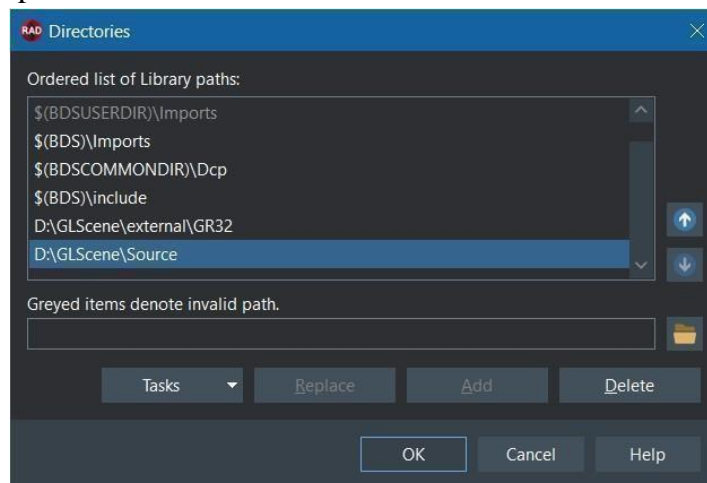 RAD Directories
Ordered list of Library paths:
$(BDSUSERDIR)\Imports
$(BDS)\Imports
$(BDSCOMMONDIR)\Dcp
$(BDS)\include
D:\GLScene\external\GR32
D:\GLScene\Source
Greyed items denote invalid path.
Tasks Replace Add Delete
OK Cancel Help